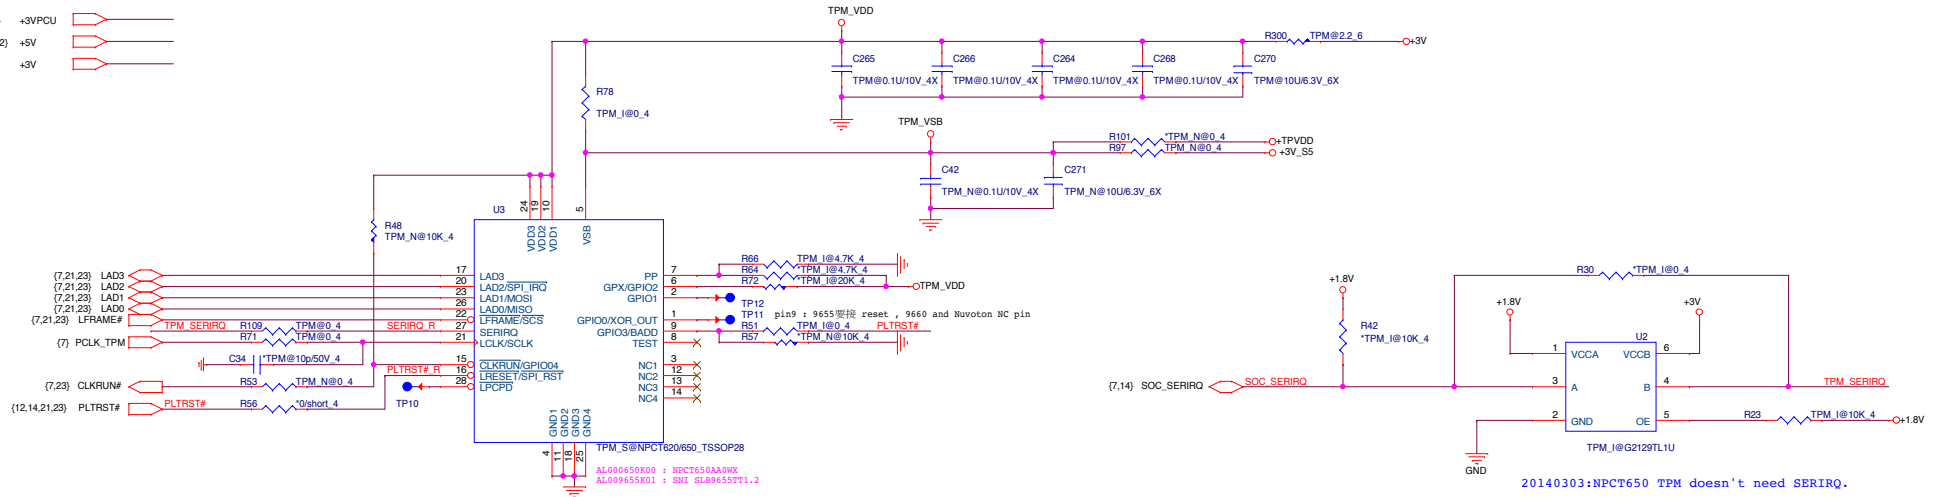 +3VPCU
2} +5V
+3V
TPM_VDD
R300 TPM@2.2_6 +3V
C265
TPM@0.1U/10V_4X
C266
TPM@0.1U/10V_4X
C264
TPM@0.1U/10V_4X
C268
TPM@0.1U/10V_4X
C270
TPM@10U/6.3V_6X
R78
TPM_I@0_4
TPM_VSB
R101 *TPM_N@0_4 +TPVDD
R97 TPM_N@0_4 +3V_S5
C42
TPM_N@0.1U/10V_4X
C271
TPM_N@10U/6.3V_6X
U3
24 19 10 5
VDD3 VDD2 VDD1 VSB
R48
TPM_N@10K_4
{7,21,23} LAD3 17 LAD3
{7,21,23} LAD2 20 LAD2/SPI_IRQ
{7,21,23} LAD1 23 LAD1/MOSI
{7,21,23} LAD0 26 LAD0/MISO
{7,21,23} LFRAME# 22 LFRAME/SCS
TPM_SERIRQ R109 TPM@0_4 SERIRQ_R 27 SERIRQ
{7} PCLK_TPM R71 TPM@0_4 21 LCLK/SCLK
C34 *TPM@10p/50V_4
15 CLKRUN/GPIO04
PLTRST#_R 16 LRESET/SPI_RST
{7,23} CLKRUN# R53 TPM_N@0_4 28 LPCPD
TP10
{12,14,21,23} PLTRST# PLTRST# R56 *0/short_4
PP 7 R66 TPM_I@4.7K_4
R64 *TPM_I@4.7K_4
GPX/GPIO2 6 R72 *TPM_I@20K_4 TPM_VDD
GPIO1 2 TP12
GPIO0/XOR_OUT 1 TP11
pin9 : 9655要接 reset , 9660 and Nuvoton NC pin
GPIO3/BADD 9 R51 TPM_I@0_4 PLTRST#
TEST 8 R57 TPM_N@10K_4
NC1 3
NC2 12
NC3 13
NC4 14
GND1 GND2 GND3 GND4
4 11 18 25
TPM_S@NPCT620/650_TSSOP28
AL000650K00 : NPCT650AA0WX
AL009655K01 : SNI SLB9655TT1.2
R30 *TPM_I@0_4
+1.8V
R42
*TPM_I@10K_4
+1.8V
+3V
U2
1 VCCA VCCB 6
{7,14} SOC_SERIRQ SOC_SERIRQ 3 A B 4 TPM_SERIRQ
2 GND OE 5 R23 TPM_I@10K_4 +1.8V
TPM_I@G2129TL1U
GND
20140303:NPCT650 TPM doesn't need SERIRQ.